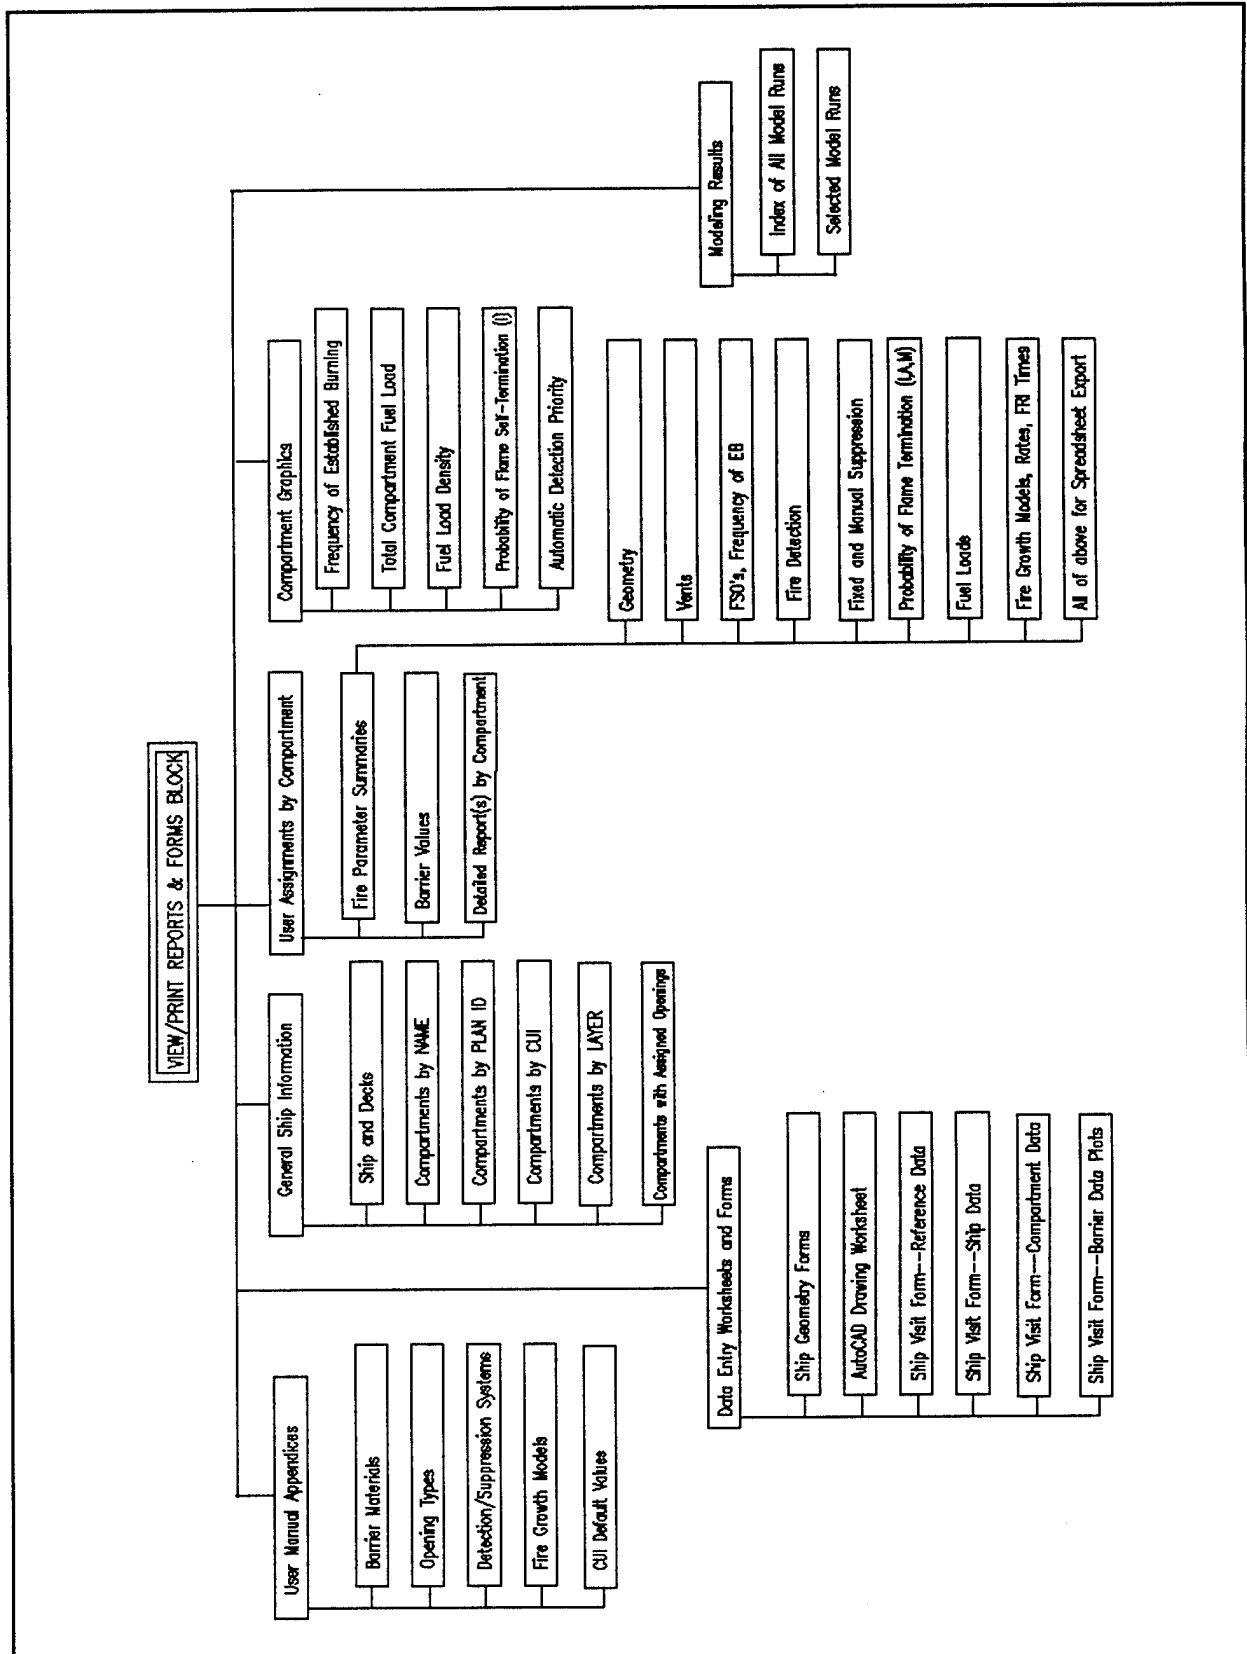 VIEW/PRINT REPORTS & FORMS BLOCK
User Manual Appendices
Barrier Materials
Opening Types
Detection/Suppression Systems
Fire Growth Models
CUI Default Values
Data Entry Worksheets and Forms
Ship Geometry Forms
AutoCAD Drawing Worksheet
Ship Visit Form--Reference Data
Ship Visit Form--Ship Data
Ship Visit Form--Compartment Data
Ship Visit Form--Barrier Data Plots
General Ship Information
Ship and Decks
Compartments by NAME
Compartments by PLAN ID
Compartments by CUI
Compartments by LAYER
Compartments with Assigned Openings
User Assignments by Compartment
Fire Parameter Summaries
Barrier Values
Detailed Report(s) by Compartment
Geometry
Vents
FSO's, Frequency of EB
Fire Detection
Fixed and Manual Suppression
Probability of Flame Termination (I,A,M)
Fuel Loads
Fire Growth Models, Rates, FRI Times
All of above for Spreadsheet Export
Compartment Graphics
Frequency of Established Burning
Total Compartment Fuel Load
Fuel Load Density
Probability of Flame Self-Termination (I)
Automatic Detection Priority
Modeling Results
Index of All Model Runs
Selected Model Runs